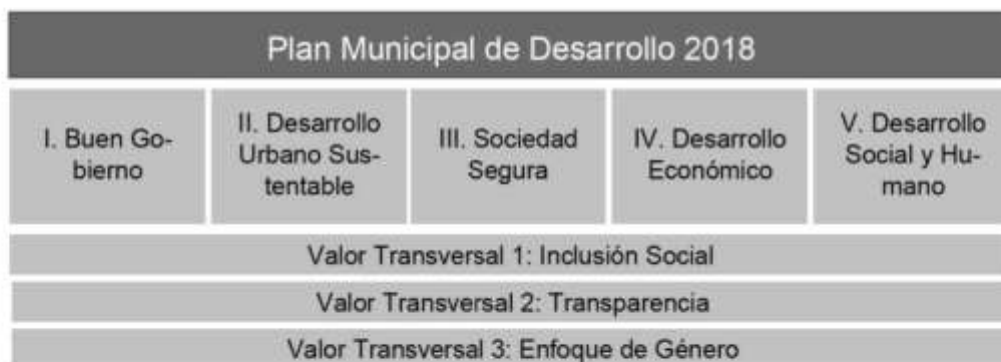 Plan Municipal de Desarrollo 2018
I. Buen Go-
bierno
II. Desarrollo
Urbano Sus-
tentable
III. Sociedad
Segura
IV. Desarrollo
Económico
V. Desarrollo
Social y Hu-
mano
Valor Transversal 1: Inclusión Social
Valor Transversal 2: Transparencia
Valor Transversal 3: Enfoque de Género